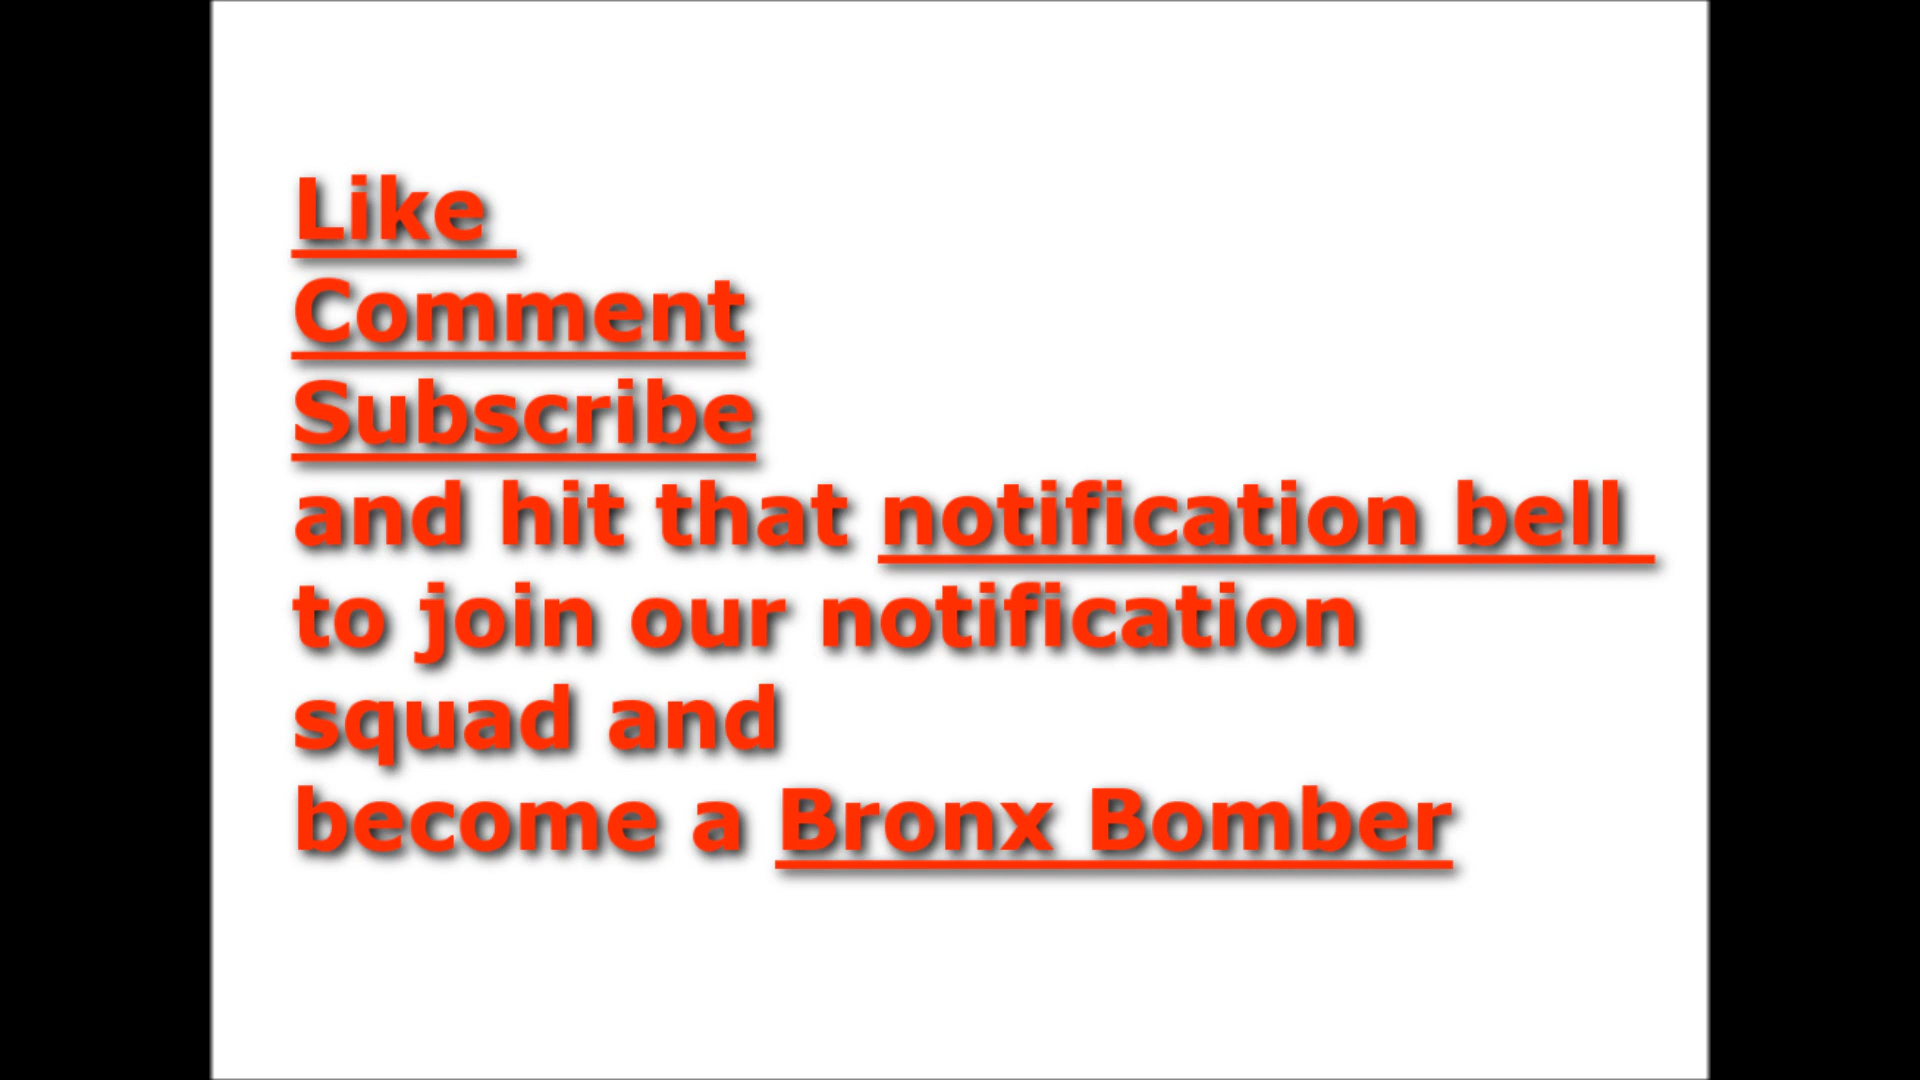 Like
Comment
Subscribe
and hit that notification bell
to join our notification
squad and
become a Bronx Bomber